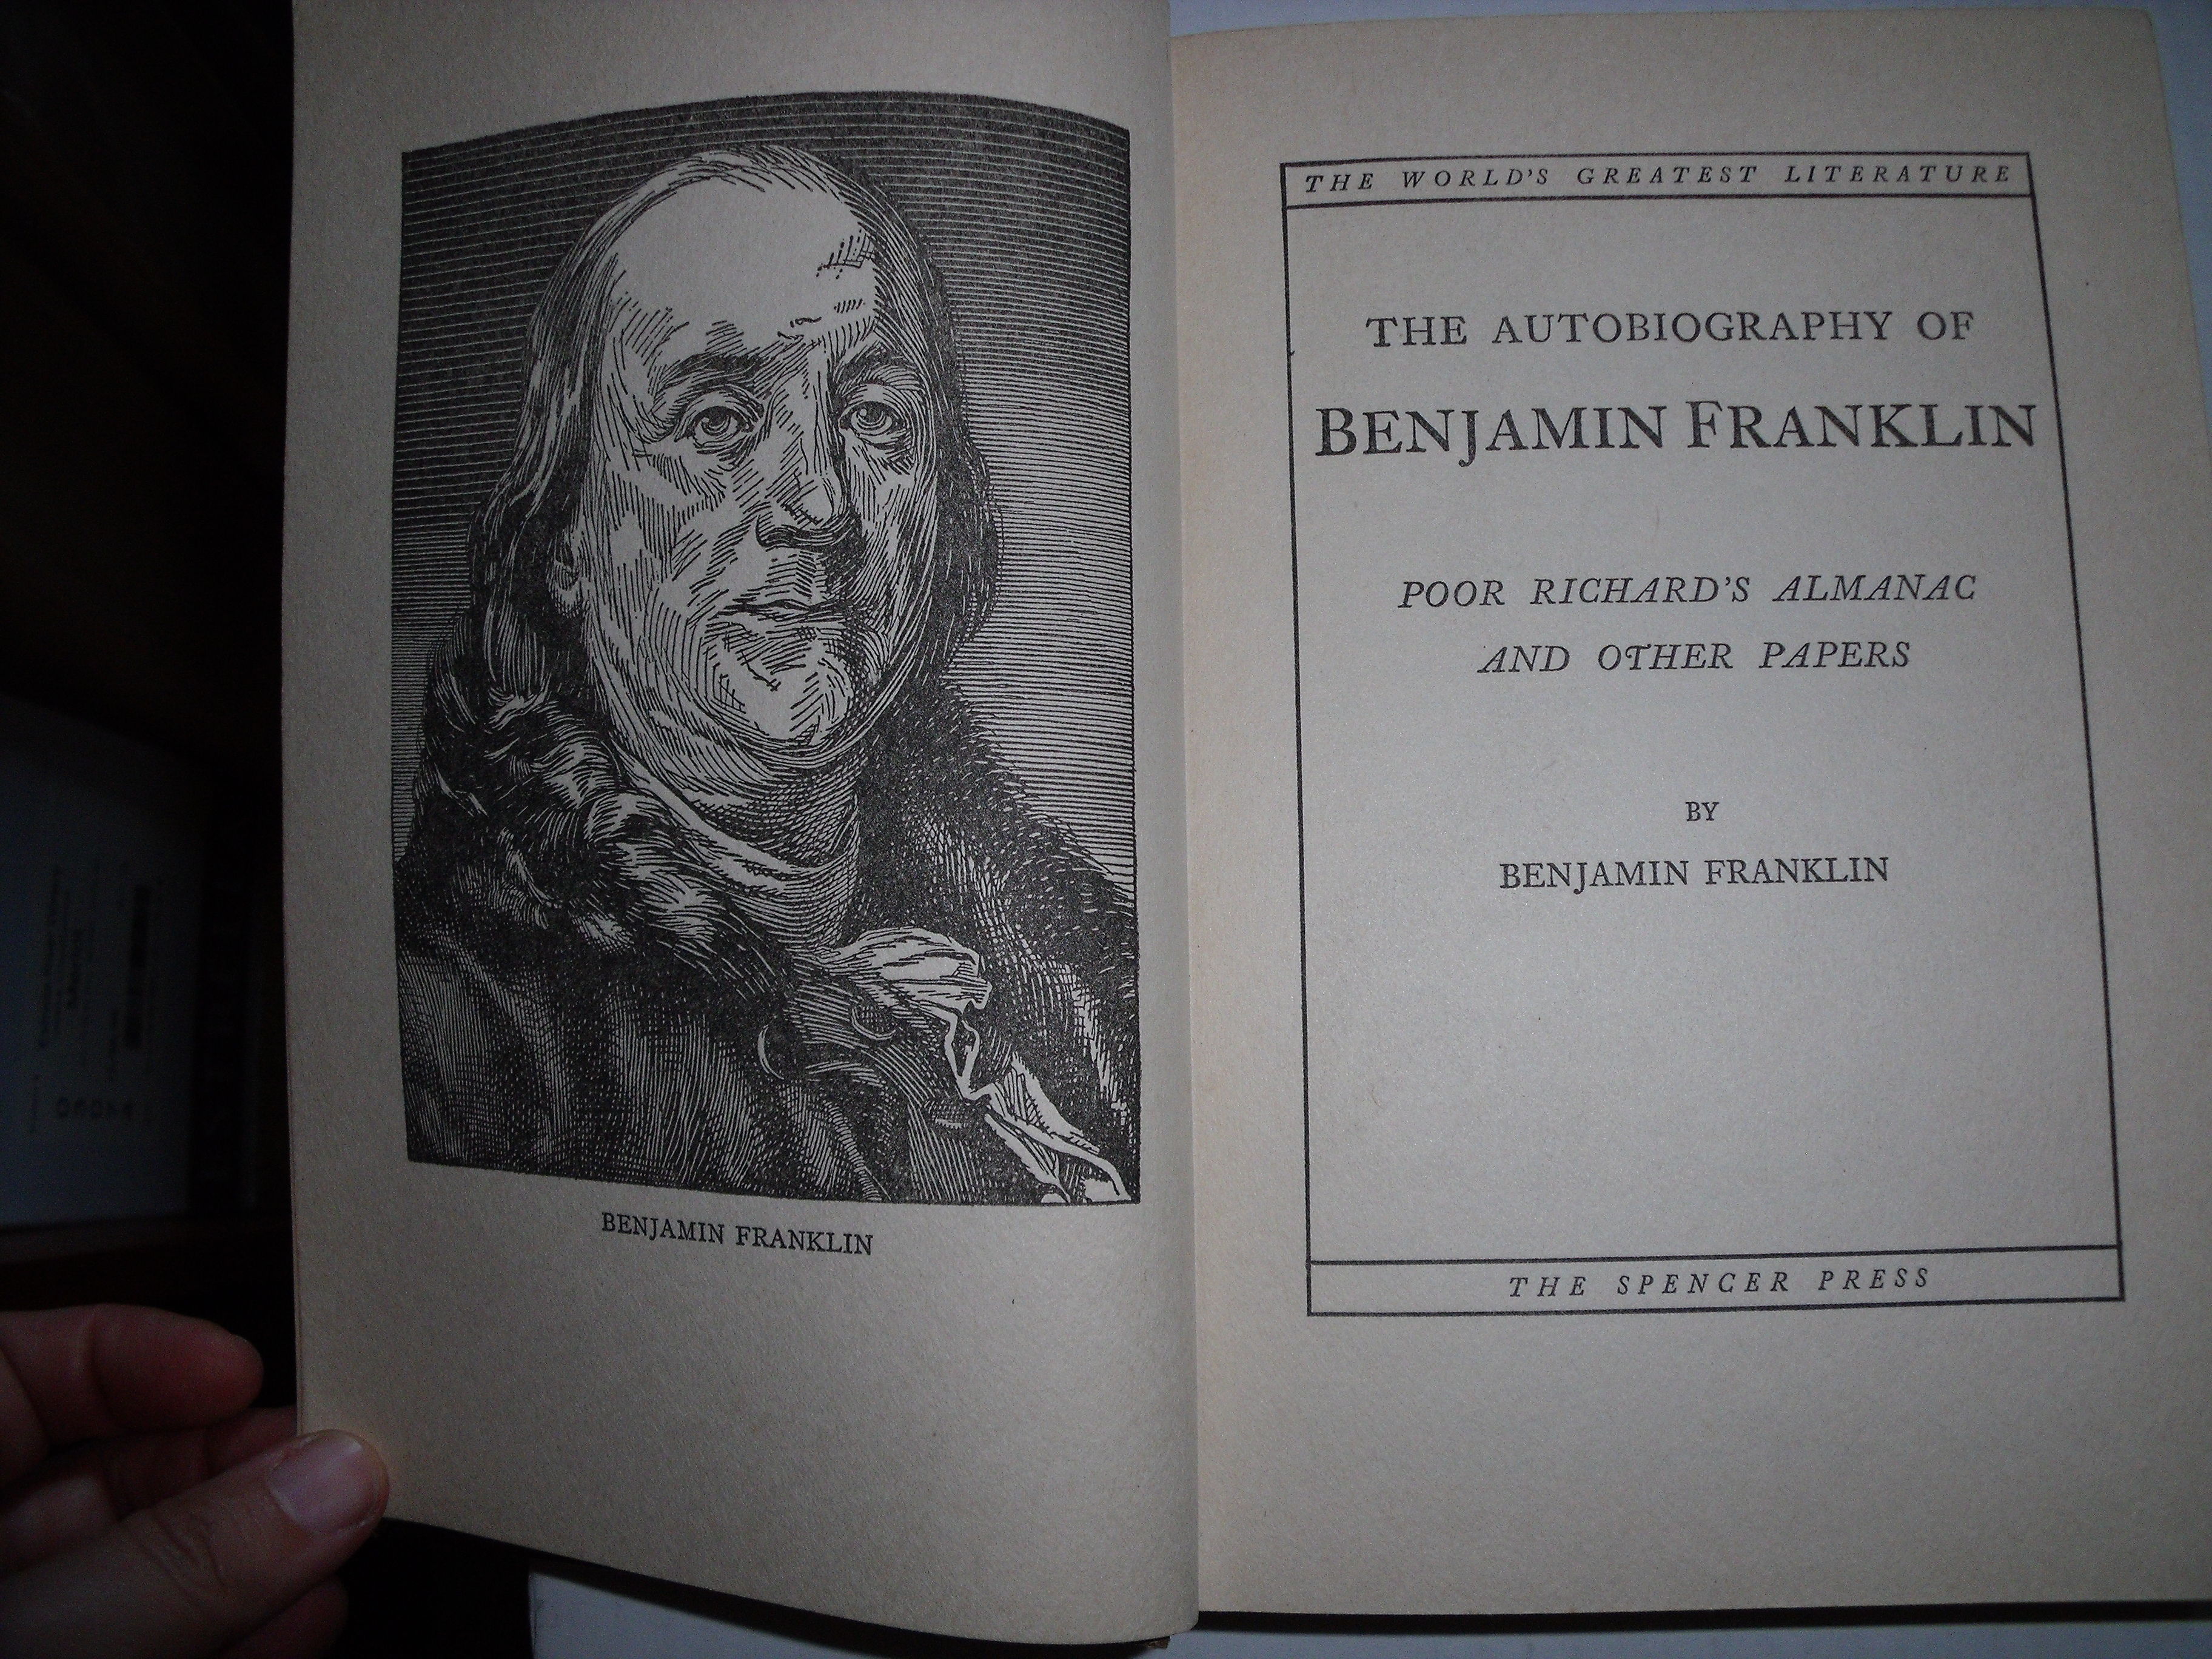 BENJAMIN FRANKLIN
THE WORLD'S GREATEST LITERATURE
THE AUTOBIOGRAPHY OF
BENJAMIN FRANKLIN
POOR RICHARD'S ALMANAC
AND OTHER PAPERS
BY
BENJAMIN FRANKLIN
THE SPENCER PRESS